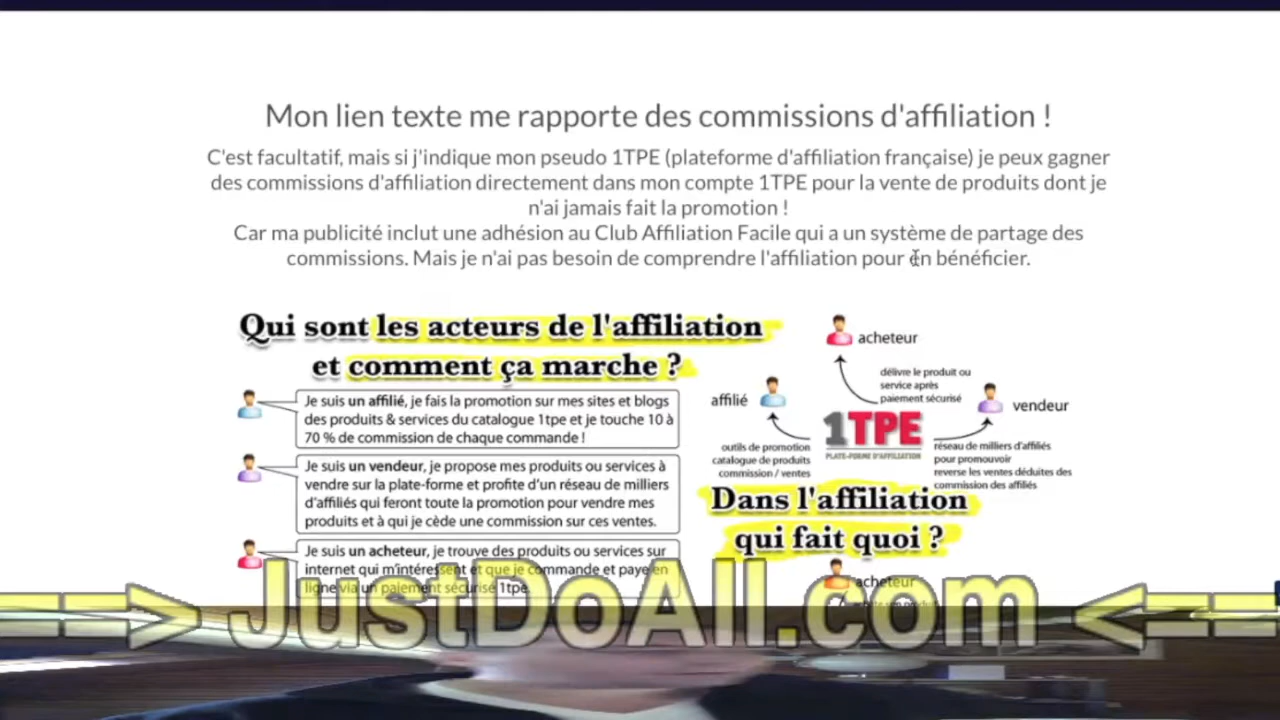 Mon lien texte me rapporte des commissions d'affiliation !
C'est facultatif, mais si j'indique mon pseudo 1TPE (plateforme d'affiliation française) je peux gagner
des commissions d'affiliation directement dans mon compte 1TPE pour la vente de produits dont je
n'ai jamais fait la promotion !
Car ma publicité inclut une adhésion au Club Affiliation Facile qui a un système de partage des
commissions. Mais je n'ai pas besoin de comprendre l'affiliation pour en bénéficier.
Qui sont les acteurs de l'affiliation
et comment ça marche ?
Je suis un affilié, je fais la promotion sur mes sites et blogs
des produits & services du catalogue 1tpe et je touche 10 à
70 % de commission de chaque commande !
Je suis un vendeur, je propose mes produits ou services à
vendre sur la plate-forme et profite d'un réseau de milliers
d'affiliés qui feront toute la promotion pour vendre mes
produits et à qui je cède une commission sur ces ventes.
Je suis un acheteur, je trouve des produits ou services sur
internet qui m'intéressent et que je commande et paye en
ligne via un paiement sécurisé 1tpe.
acheteur
délivre le produit ou
service après
paiement sécurisé
affilié
vendeur
1TPE
PLATE-FORME D'AFFILIATION
outils de promotion
catalogue de produits
commission / ventes
réseau de milliers d'affiliés
pour promouvoir
reverse les ventes déduites des
commission des affiliés
Dans l'affiliation
qui fait quoi ?
acheteur
==> JustDoAll.com <==